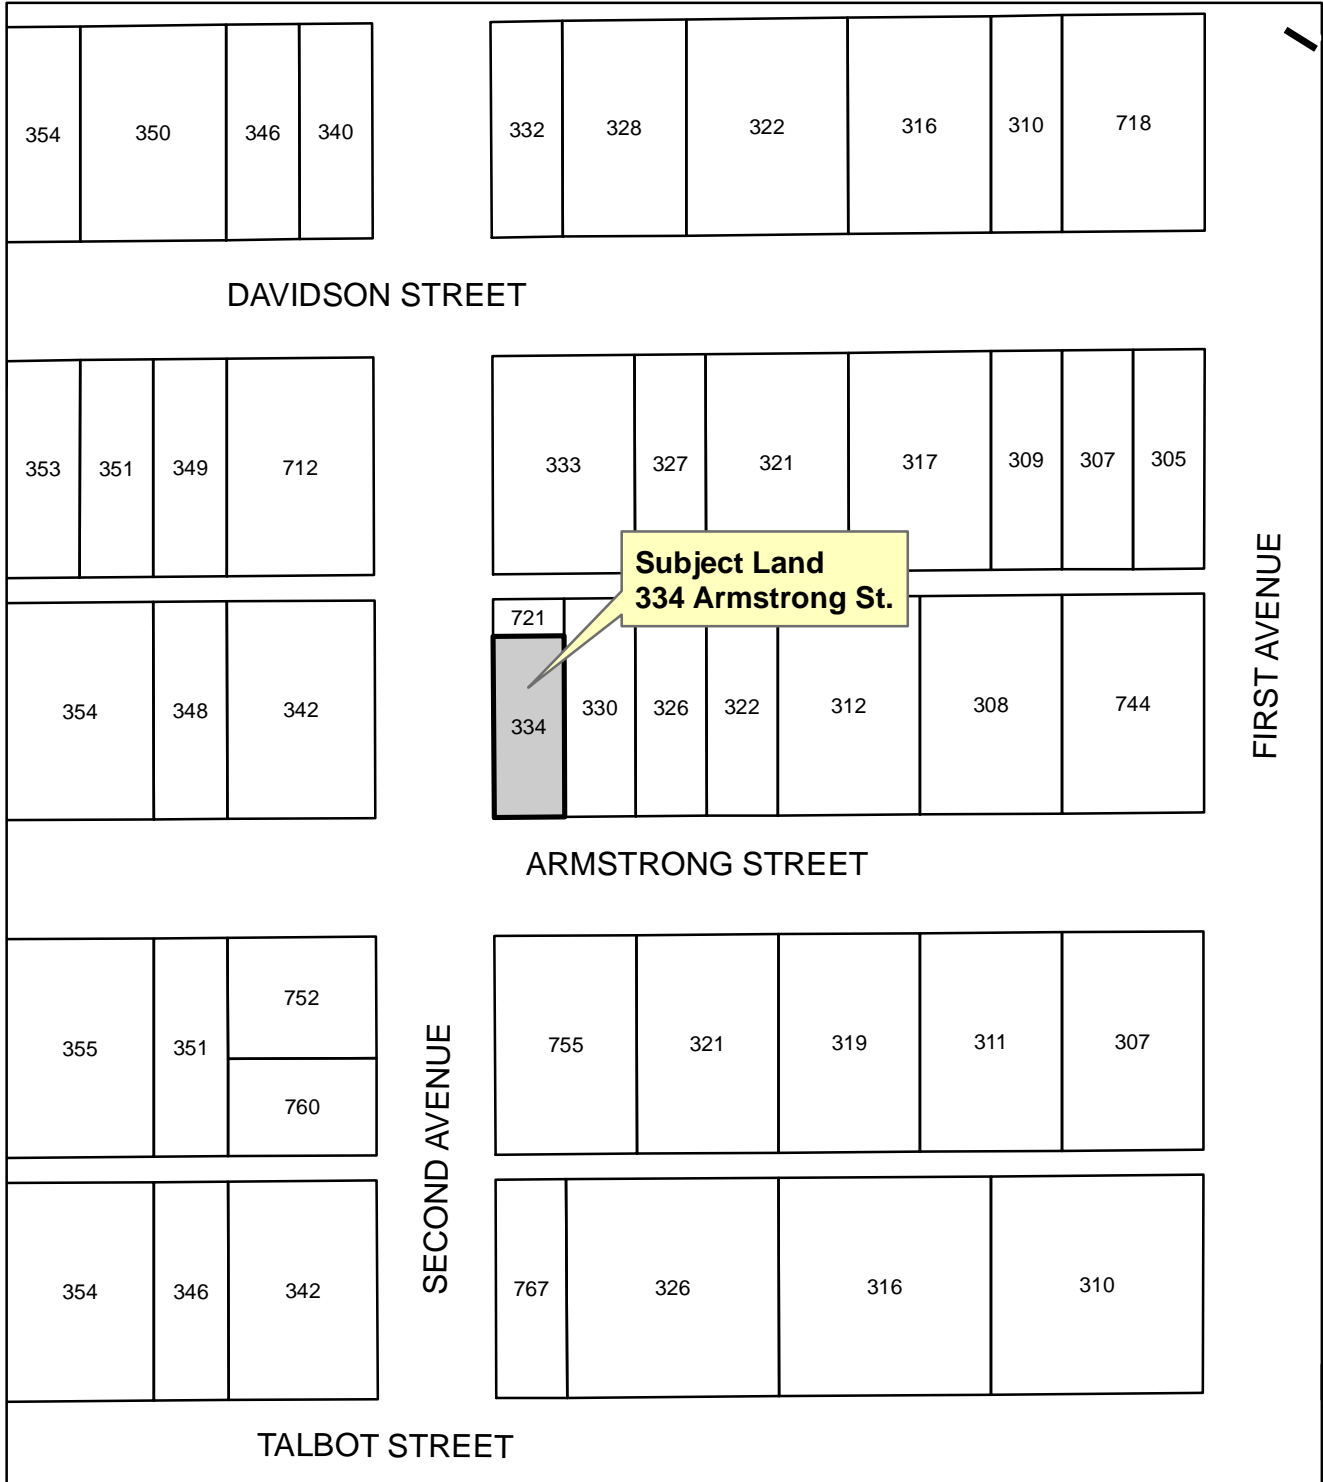 354 350 346 340 332 328 322 316 310 718
DAVIDSON STREET
353 351 349 712 333 327 321 317 309 307 305
Subject Land
334 Armstrong St.
721
354 348 342 334 330 326 322 312 308 744
FIRST AVENUE
ARMSTRONG STREET
752
355 351 755 321 319 311 307
760
SECOND AVENUE
354 346 342 767 326 316 310
TALBOT STREET